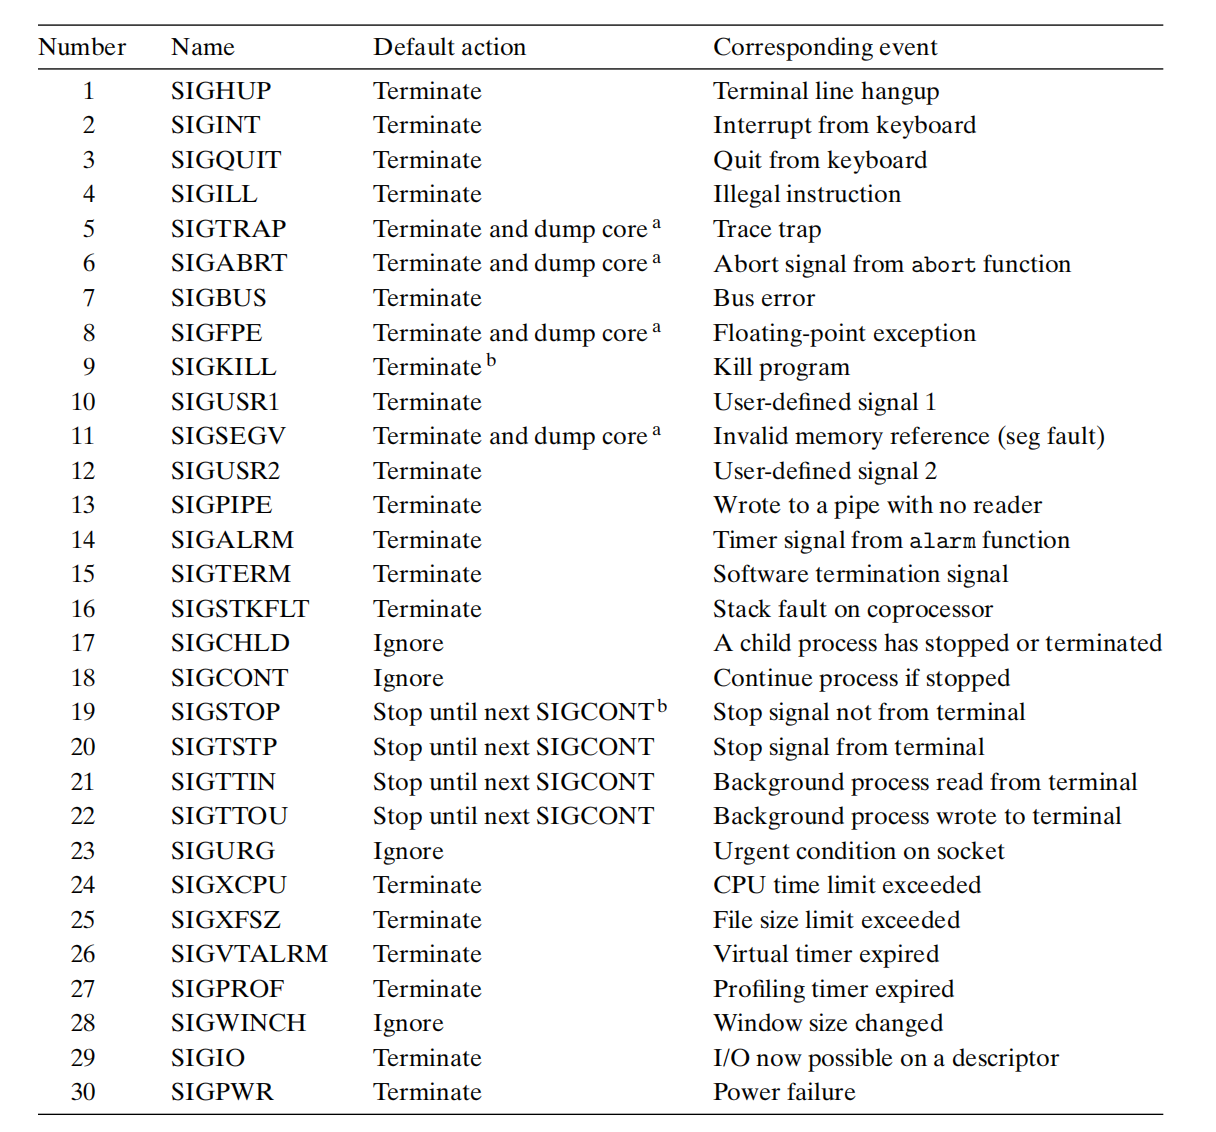 Number Name Default action Corresponding event
1 SIGHUP Terminate Terminal line hangup
2 SIGINT Terminate Interrupt from keyboard
3 SIGQUIT Terminate Quit from keyboard
4 SIGILL Terminate Illegal instruction
5 SIGTRAP Terminate and dump core a Trace trap
6 SIGABRT Terminate and dump core a Abort signal from abort function
7 SIGBUS Terminate Bus error
8 SIGFPE Terminate and dump core a Floating-point exception
9 SIGKILL Terminate b Kill program
10 SIGUSR1 Terminate User-defined signal 1
11 SIGSEGV Terminate and dump core a Invalid memory reference (seg fault)
12 SIGUSR2 Terminate User-defined signal 2
13 SIGPIPE Terminate Wrote to a pipe with no reader
14 SIGALRM Terminate Timer signal from alarm function
15 SIGTERM Terminate Software termination signal
16 SIGSTKFLT Terminate Stack fault on coprocessor
17 SIGCHLD Ignore A child process has stopped or terminated
18 SIGCONT Ignore Continue process if stopped
19 SIGSTOP Stop until next SIGCONT b Stop signal not from terminal
20 SIGTSTP Stop until next SIGCONT Stop signal from terminal
21 SIGTTIN Stop until next SIGCONT Background process read from terminal
22 SIGTTOU Stop until next SIGCONT Background process wrote to terminal
23 SIGURG Ignore Urgent condition on socket
24 SIGXCPU Terminate CPU time limit exceeded
25 SIGXFSZ Terminate File size limit exceeded
26 SIGVTALRM Terminate Virtual timer expired
27 SIGPROF Terminate Profiling timer expired
28 SIGWINCH Ignore Window size changed
29 SIGIO Terminate I/O now possible on a descriptor
30 SIGPWR Terminate Power failure